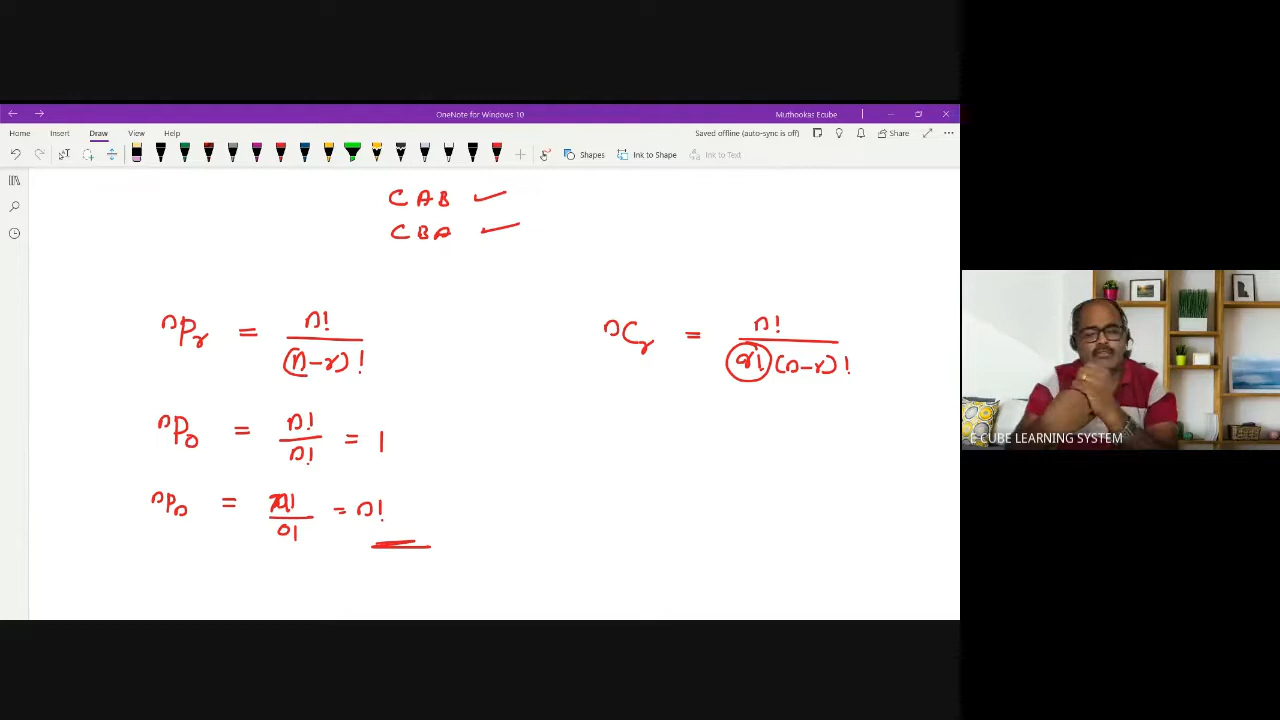 OneNote for Windows 10
Muthookas Ecube
Home Insert Draw View Help
Saved offline (auto-sync is off)
Share
Shapes
Ink to Shape
Ink to Text
CAB ✓
CBA ✓
ⁿPᵣ = n! / (n-r)!
ⁿCᵣ = n! / r! (n-r)!
ⁿP₀ = n! / n! = 1
ⁿPₙ = n! / 0! = n!
E CUBE LEARNING SYSTEM